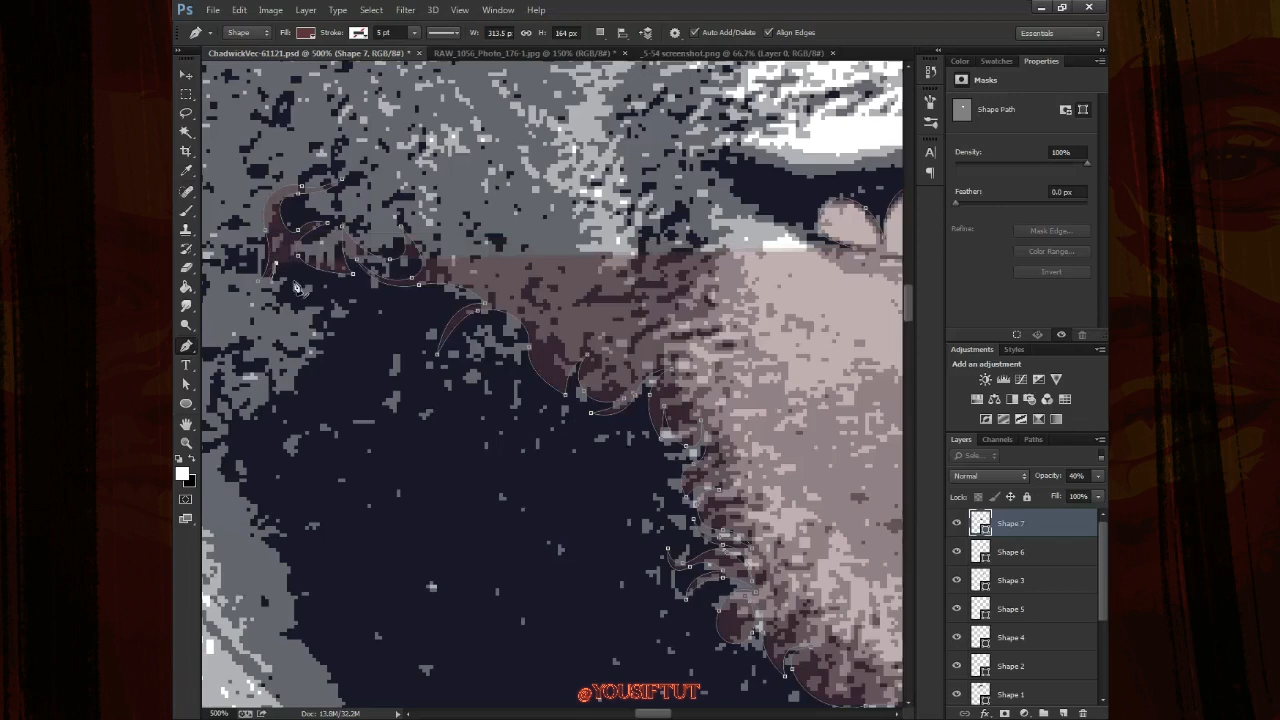 Ps File Edit Image Layer Type Select Filter 3D View Window Help
Shape Fill: Stroke: 5 pt W: 313.5 p H: 164 px Auto Add/Delete Align Edges Essentials
ChadwickVec-61121.psd @ 500% (Shape 7, RGB/8#) * × RAW_1056_Photo_176-1.jpg @ 150% (RGB/8#) * × _5-54 screenshot.png @ 66.7% (Layer 0, RGB/8#) ×
Color Swatches Properties
Masks
Shape Path
Density: 100%
Feather: 0.0 px
Refine: Mask Edge...
Color Range...
Invert
Adjustments Styles
Add an adjustment
Layers Channels Paths
Sele...
Normal Opacity: 40%
Lock: Fill: 100%
Shape 7
Shape 6
Shape 3
Shape 5
Shape 4
Shape 2
Shape 1
@YOUSIFTUT
500% Doc: 13.8M/32.2M